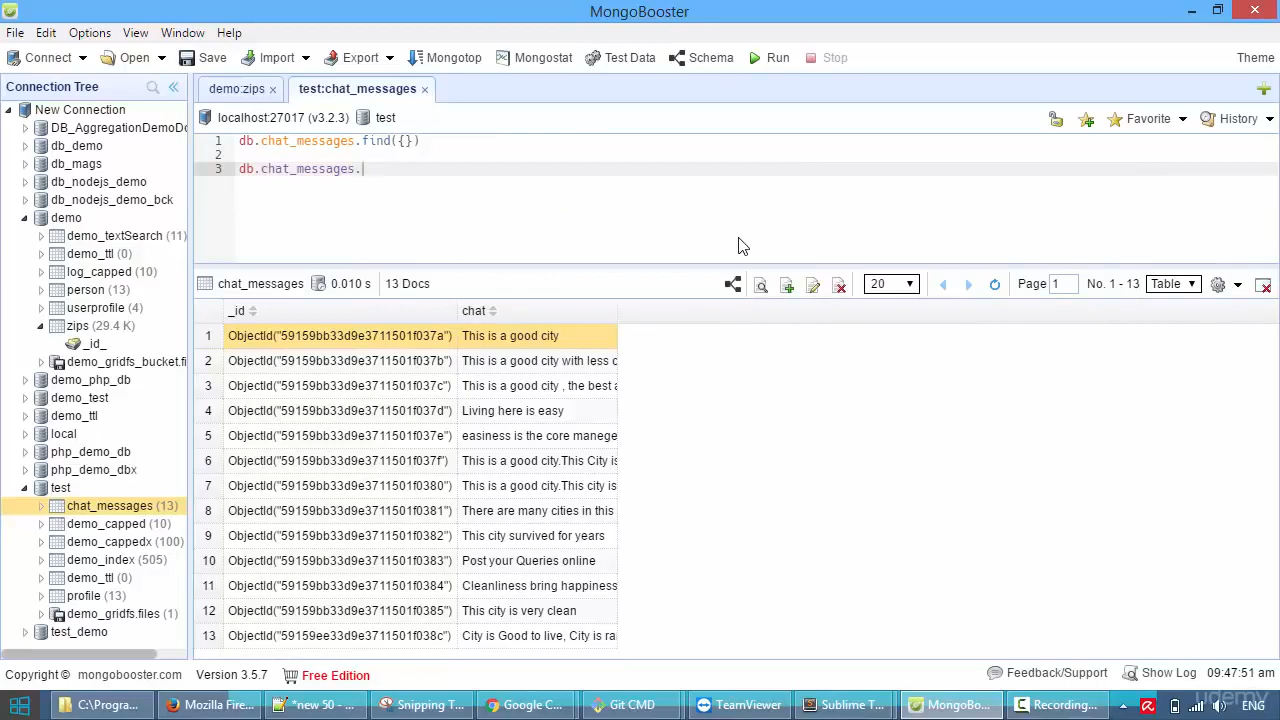 MongoBooster
File Edit Options View Window Help
Connect Open Save Import Export Mongotop Mongostat Test Data Schema Run Stop Theme
Connection Tree
demo:zips × test:chat_messages ×
localhost:27017 (v3.2.3) test Favorite History
1 db.chat_messages.find({})
2
3 db.chat_messages.
New Connection
DB_AggregationDemoDo
db_demo
db_mags
db_nodejs_demo
db_nodejs_demo_bck
demo
demo_textSearch (11)
demo_ttl (0)
log_capped (10)
person (13)
userprofile (4)
zips (29.4 K)
_id_
demo_gridfs_bucket.fi
demo_php_db
demo_test
demo_ttl
local
php_demo_db
php_demo_dbx
test
chat_messages (13)
demo_capped (10)
demo_cappedx (100)
demo_index (505)
demo_ttl (0)
profile (13)
demo_gridfs.files (1)
test_demo
chat_messages 0.010 s 13 Docs 20 Page 1 No. 1 - 13 Table
_id chat
1 ObjectId("59159bb33d9e3711501f037a") This is a good city
2 ObjectId("59159bb33d9e3711501f037b") This is a good city with less c
3 ObjectId("59159bb33d9e3711501f037c") This is a good city , the best a
4 ObjectId("59159bb33d9e3711501f037d") Living here is easy
5 ObjectId("59159bb33d9e3711501f037e") easiness is the core manege
6 ObjectId("59159bb33d9e3711501f037f") This is a good city.This City is
7 ObjectId("59159bb33d9e3711501f0380") This is a good city.This city is
8 ObjectId("59159bb33d9e3711501f0381") There are many cities in this
9 ObjectId("59159bb33d9e3711501f0382") This city survived for years
10 ObjectId("59159bb33d9e3711501f0383") Post your Queries online
11 ObjectId("59159bb33d9e3711501f0384") Cleanliness bring happiness
12 ObjectId("59159bb33d9e3711501f0385") This city is very clean
13 ObjectId("59159ee33d9e3711501f038c") City is Good to live, City is ra
Copyright © mongobooster.com Version 3.5.7 Free Edition Feedback/Support Show Log 09:47:51 am
C:\Progra... Mozilla Fire... *new 50 - ... Snipping T... Google C... Git CMD TeamViewer Sublime T... MongoBo... Recording... ENG
udemy